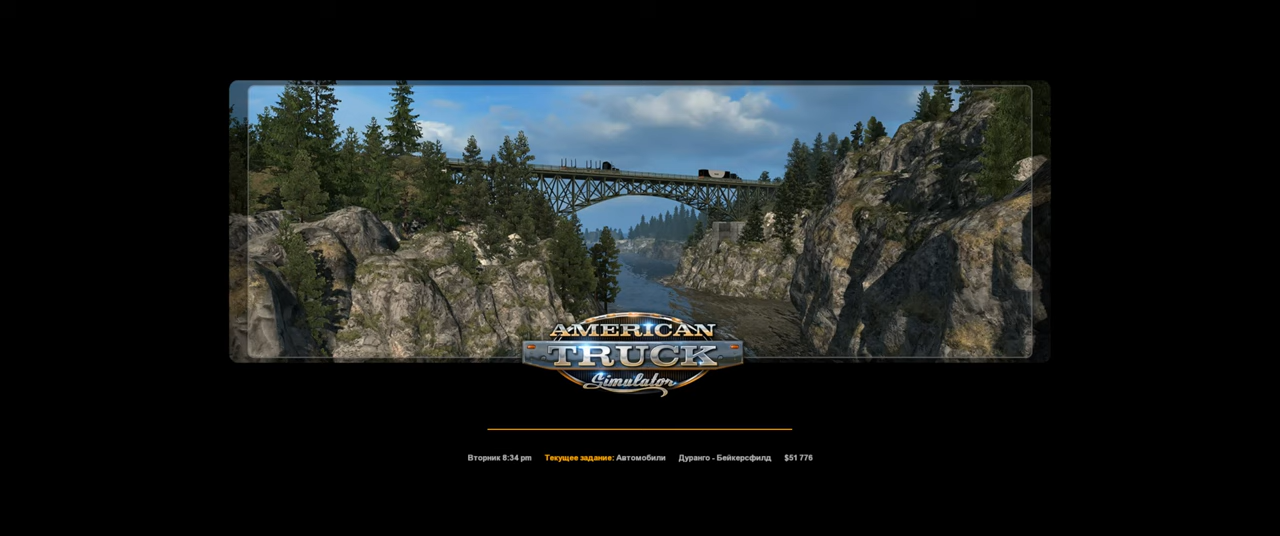 AMERICAN
TRUCK
Simulator
Вторник 8:34 pm Текущее задание: Автомобили Дуранго - Бейкерсфилд $51 776